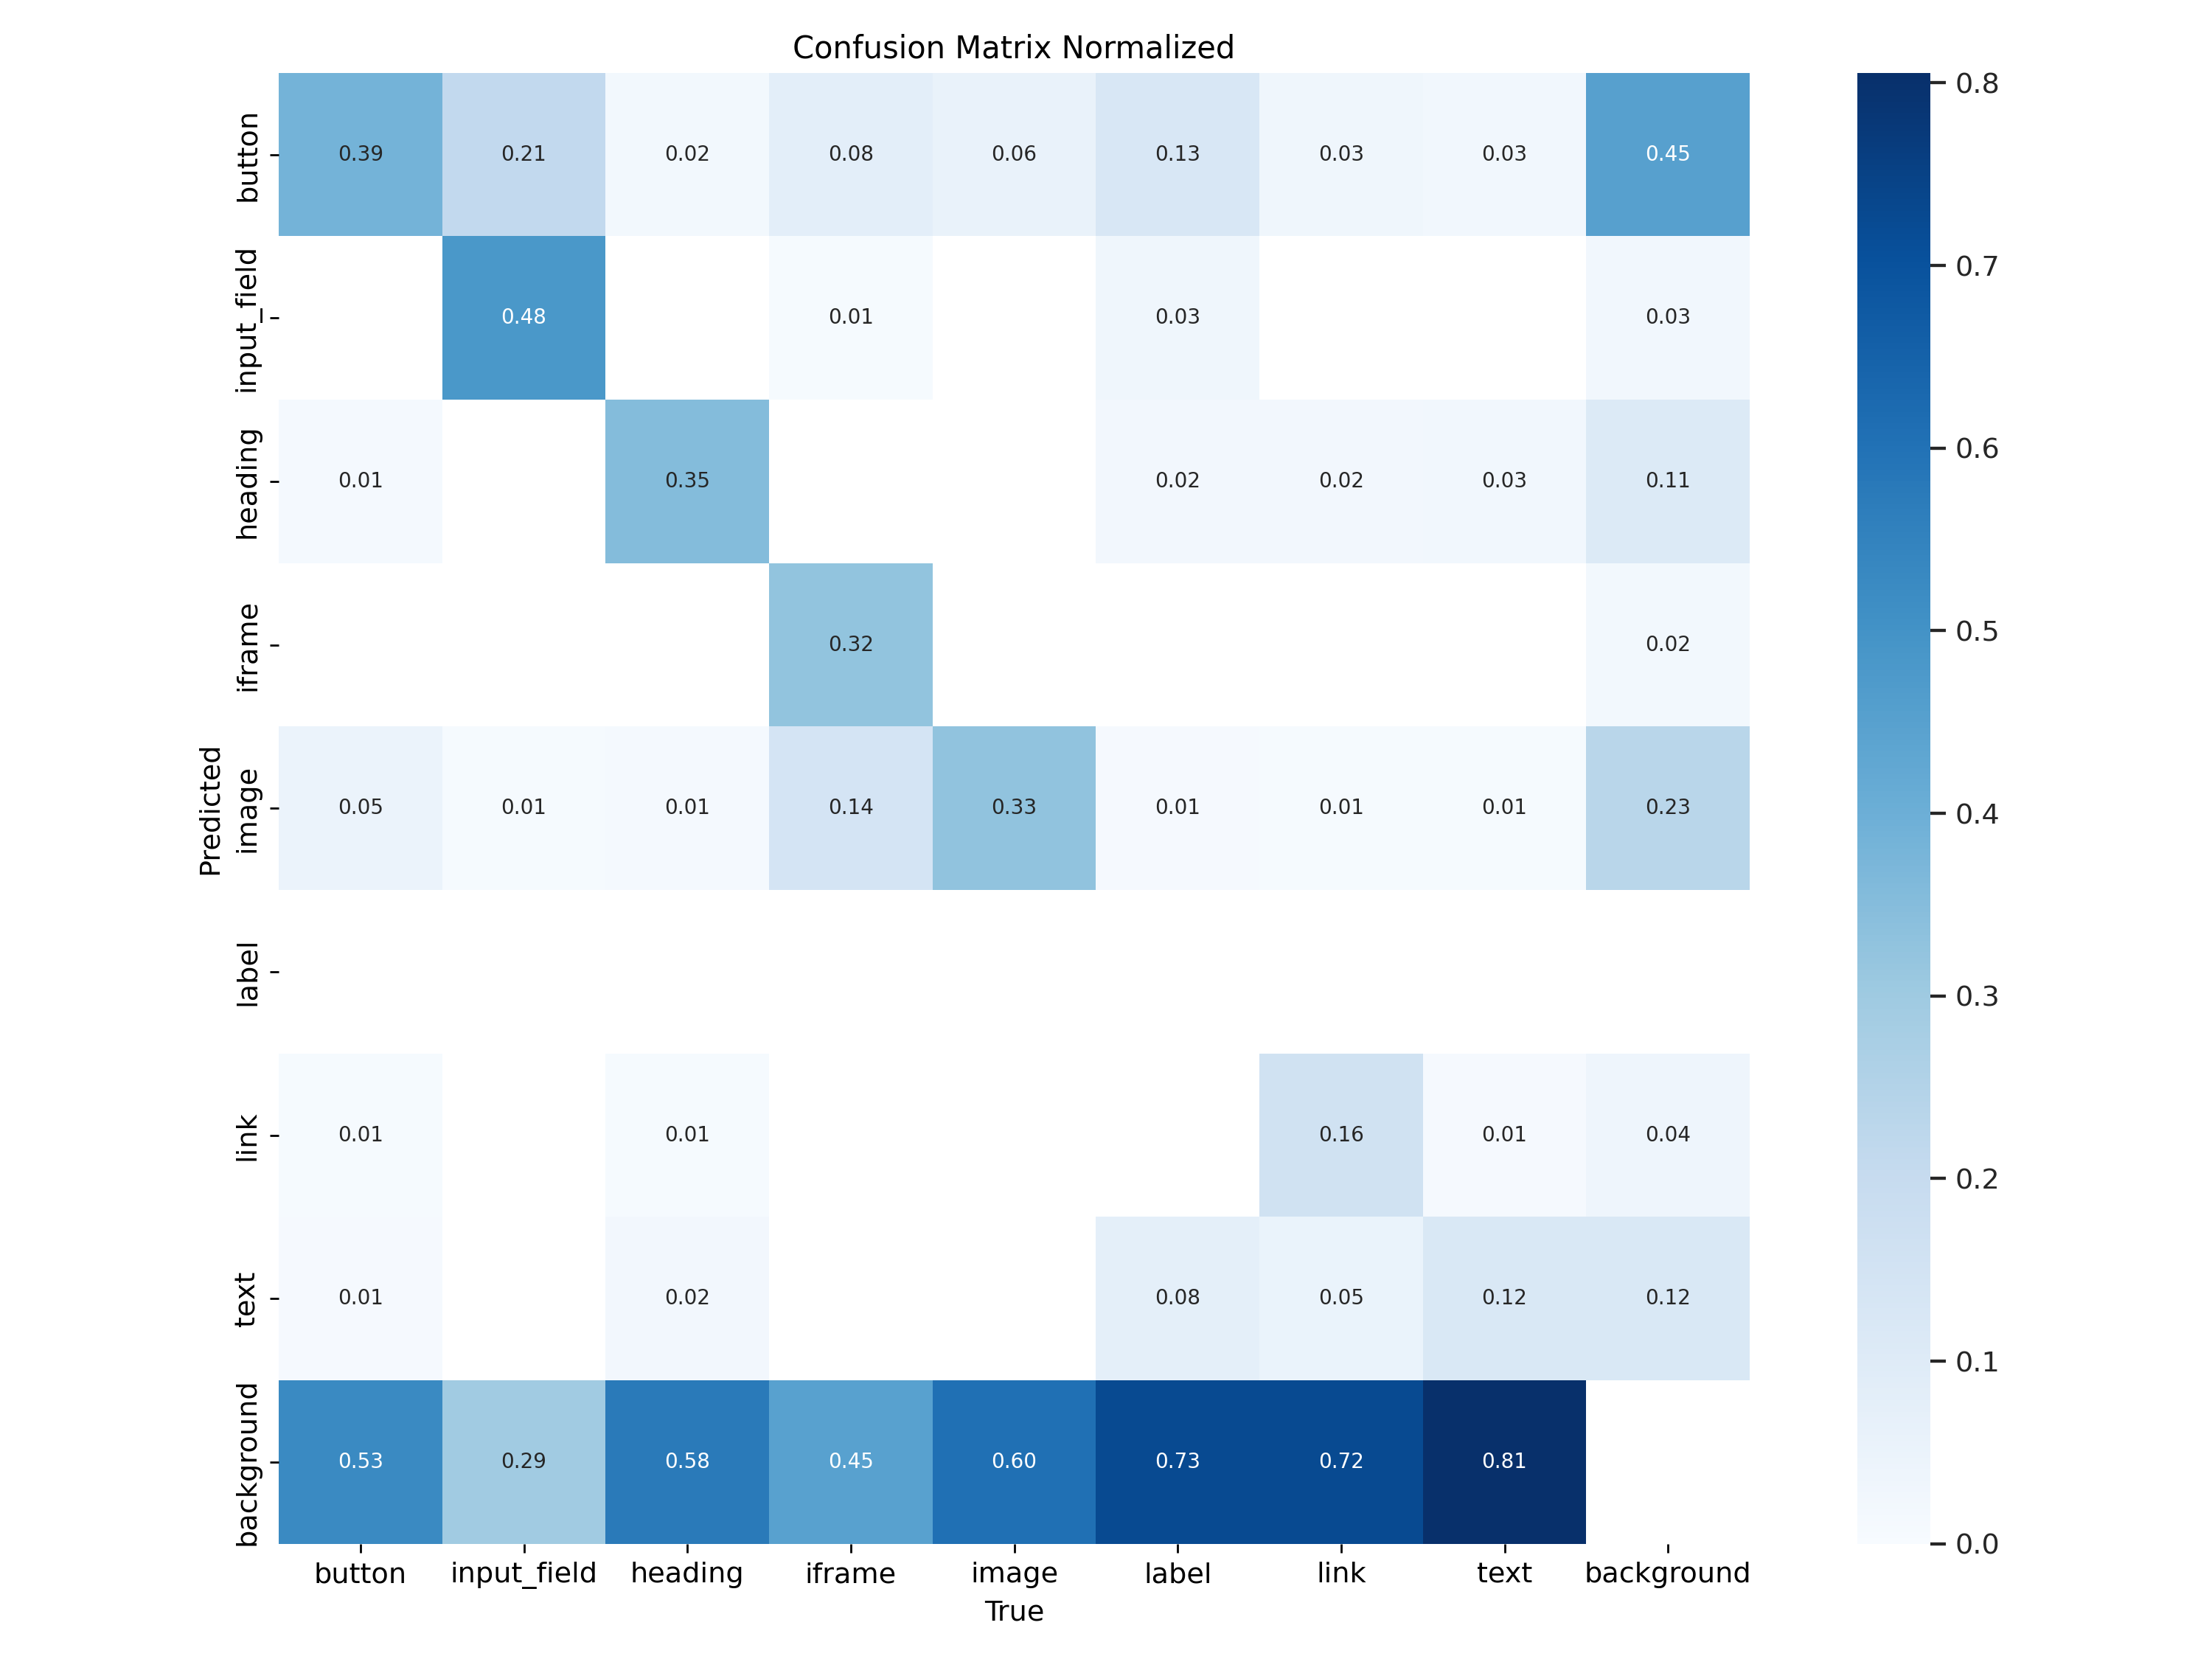 Confusion Matrix Normalized
button 0.39 0.21 0.02 0.08 0.06 0.13 0.03 0.03 0.45
input_field 0.48 0.01 0.03 0.03
heading 0.01 0.35 0.02 0.02 0.03 0.11
iframe 0.32 0.02
Predicted
image 0.05 0.01 0.01 0.14 0.33 0.01 0.01 0.01 0.23
label
link 0.01 0.01 0.16 0.01 0.04
text 0.01 0.02 0.08 0.05 0.12 0.12
background 0.53 0.29 0.58 0.45 0.60 0.73 0.72 0.81
button input_field heading iframe image label link text background
True
0.8
0.7
0.6
0.5
0.4
0.3
0.2
0.1
0.0